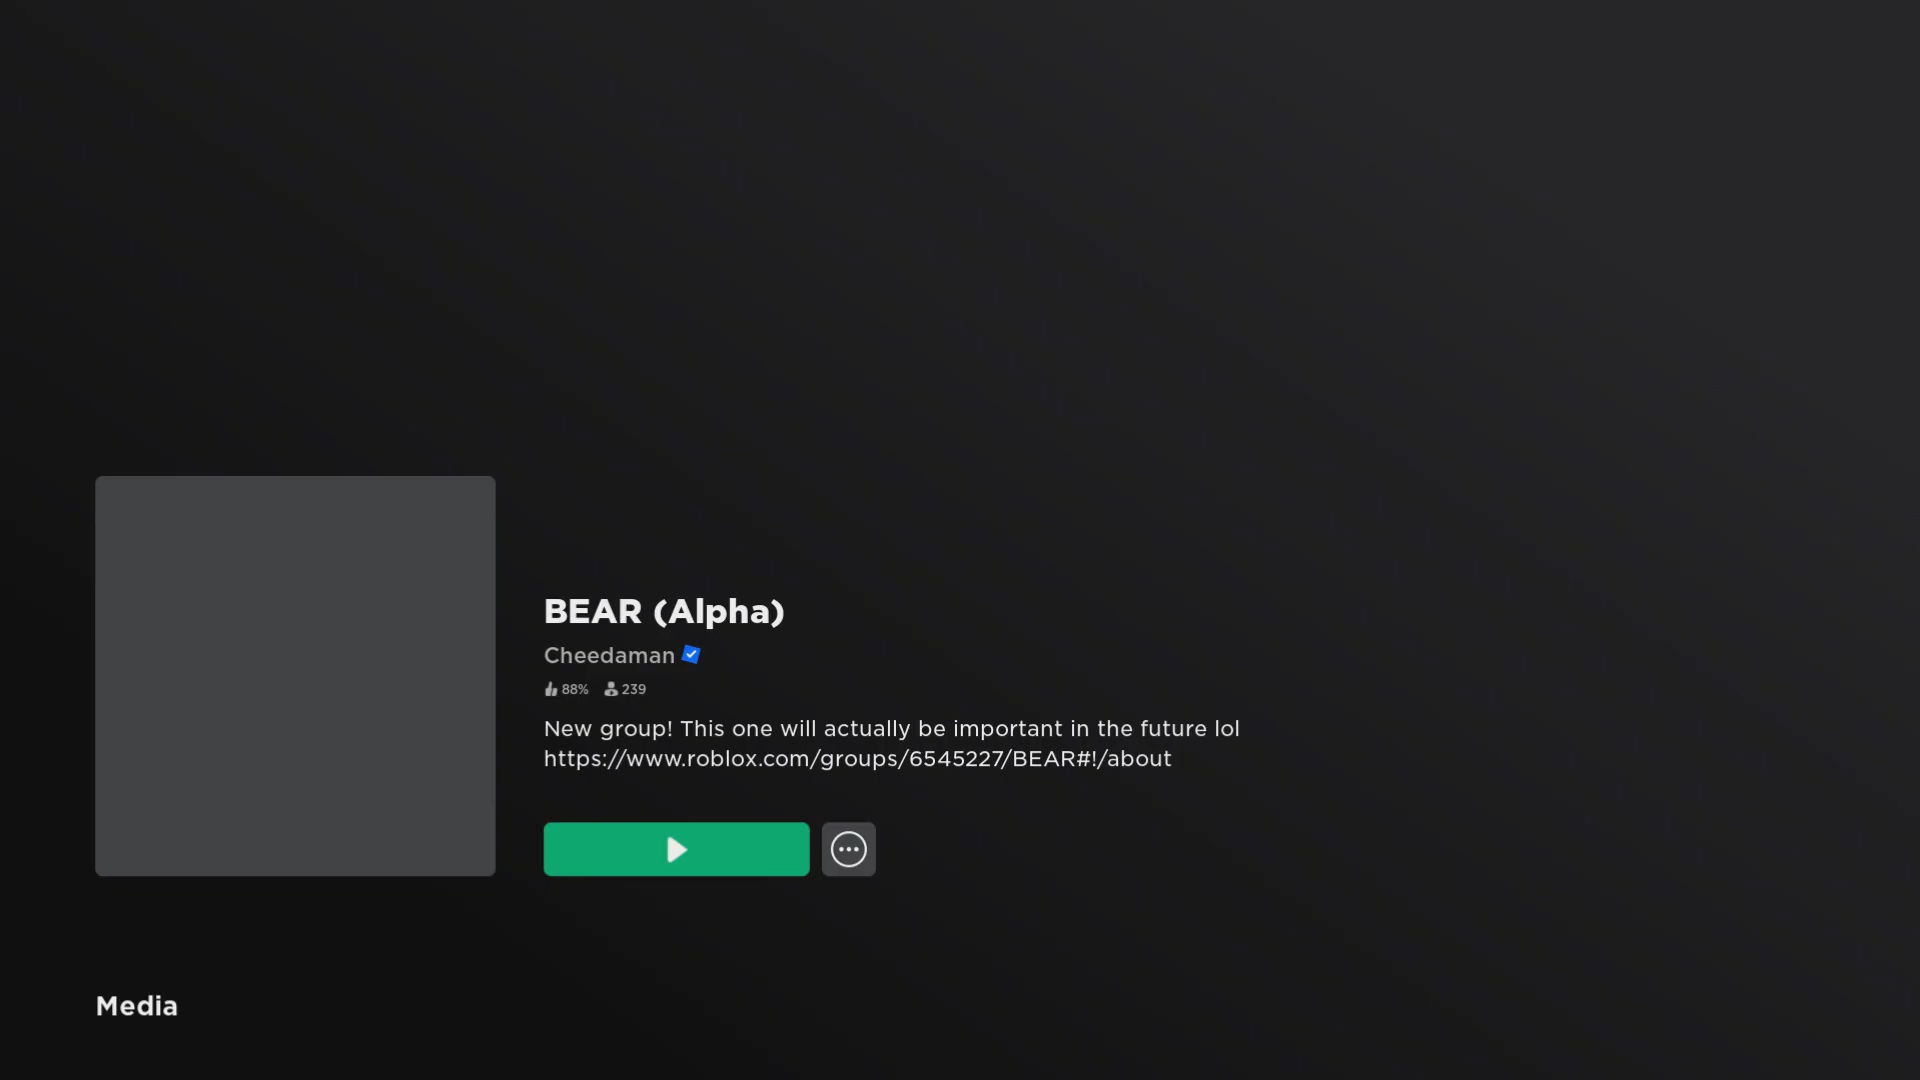 BEAR (Alpha)
Cheedaman
88% 239
New group! This one will actually be important in the future lol
https://www.roblox.com/groups/6545227/BEAR#!/about
Media